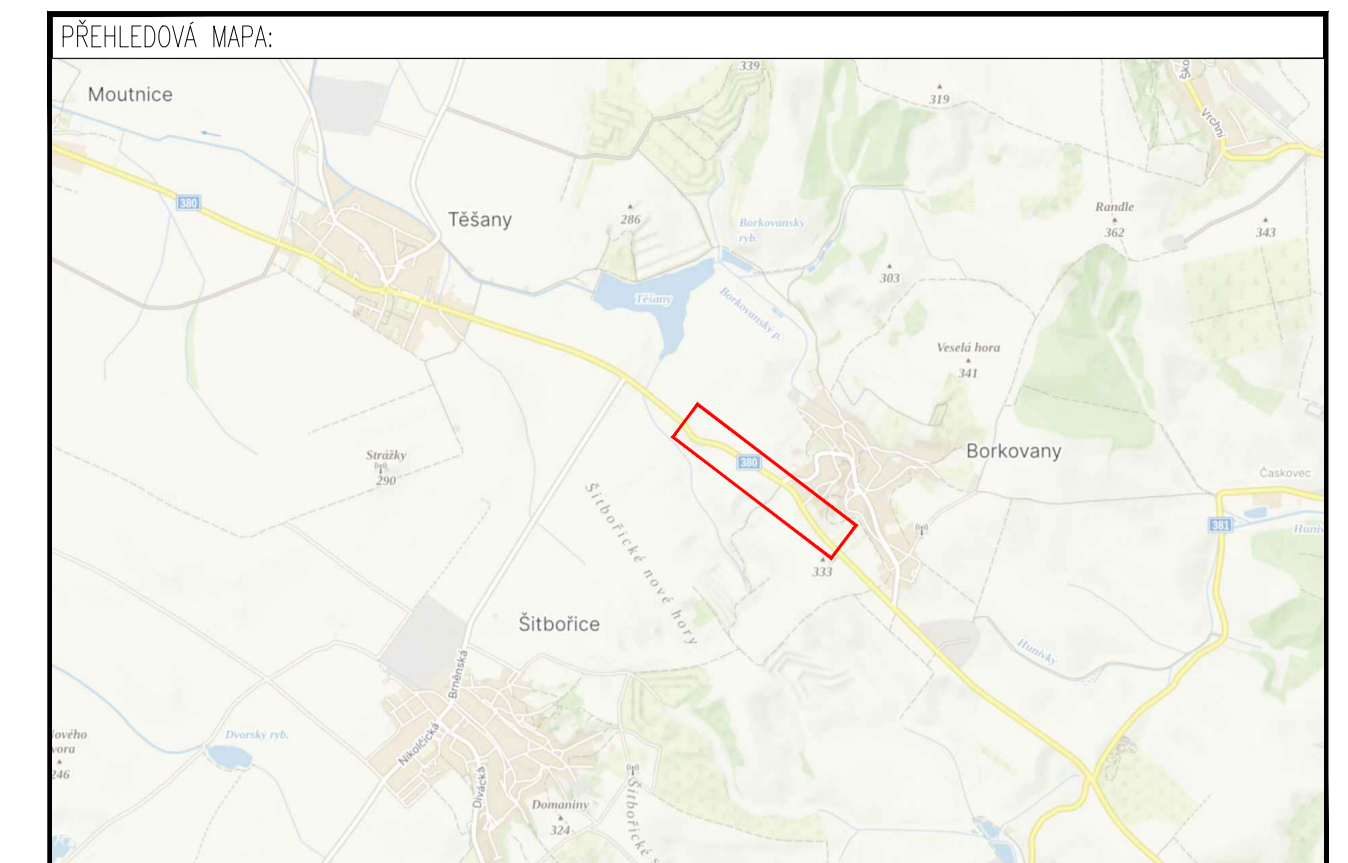 PŘEHLEDOVÁ MAPA:
339
Moutnice
319
Vrchní
380
Těšany
286
Borkovanský
ryb.
Randle
362
343
303
Těšany
Borkovanský p.
Veselá hora
341
Borkovany
Strážky
290
380
Časkovec
381
Šitbořické nové hory
333
Šitbořice
Hunivky
Brněnská
Nikolčická
Dvorský ryb.
246
Divácká
Domaniny
324
Šitbořické